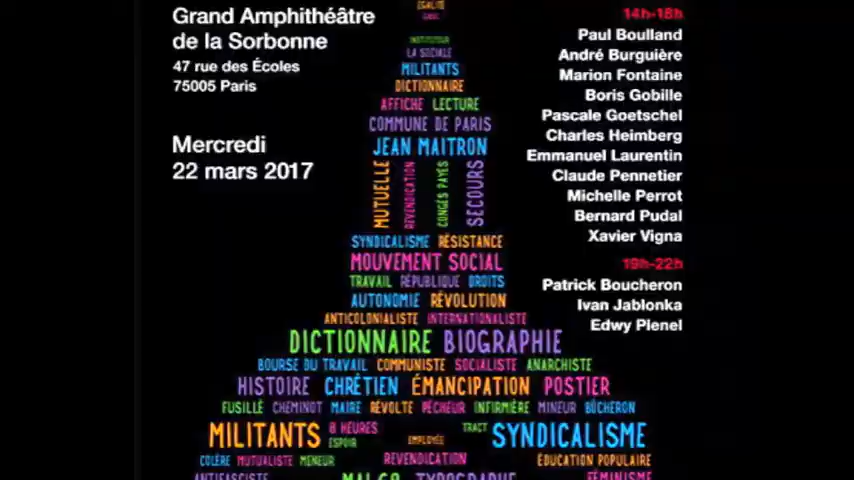 Grand Amphithéâtre
de la Sorbonne
47 rue des Écoles
75005 Paris
Mercredi
22 mars 2017
ÉGALITÉ
INSTITUTEUR
LA SOCIALE
MILITANTS
DICTIONNAIRE
AFFICHE LECTURE
COMMUNE DE PARIS
JEAN MAITRON
MUTUELLE
REVENDICATION
CONGÉS PAYÉS
SECOURS
SYNDICALISME RÉSISTANCE
MOUVEMENT SOCIAL
TRAVAIL RÉPUBLIQUE DROITS
AUTONOMIE RÉVOLUTION
ANTICOLONIALISTE INTERNATIONALISTE
DICTIONNAIRE BIOGRAPHIE
BOURSE DU TRAVAIL COMMUNISTE SOCIALISTE ANARCHISTE
HISTOIRE CHRÉTIEN ÉMANCIPATION POSTIER
FUSILLÉ CHEMINOT MAIRE RÉVOLTE PÊCHEUR INFIRMIÈRE MINEUR BÛCHERON
MILITANTS 8 HEURES ESPOIR EMPLOYÉE TRACT SYNDICALISME
COLÈRE MUTUALISTE MENEUR REVENDICATION ÉDUCATION POPULAIRE
ANTIFASCISTE TYPOGRAPHE FÉMINISME
14h-18h
Paul Boulland
André Burguière
Marion Fontaine
Boris Gobille
Pascale Goetschel
Charles Heimberg
Emmanuel Laurentin
Claude Pennetier
Michelle Perrot
Bernard Pudal
Xavier Vigna
19h-22h
Patrick Boucheron
Ivan Jablonka
Edwy Plenel